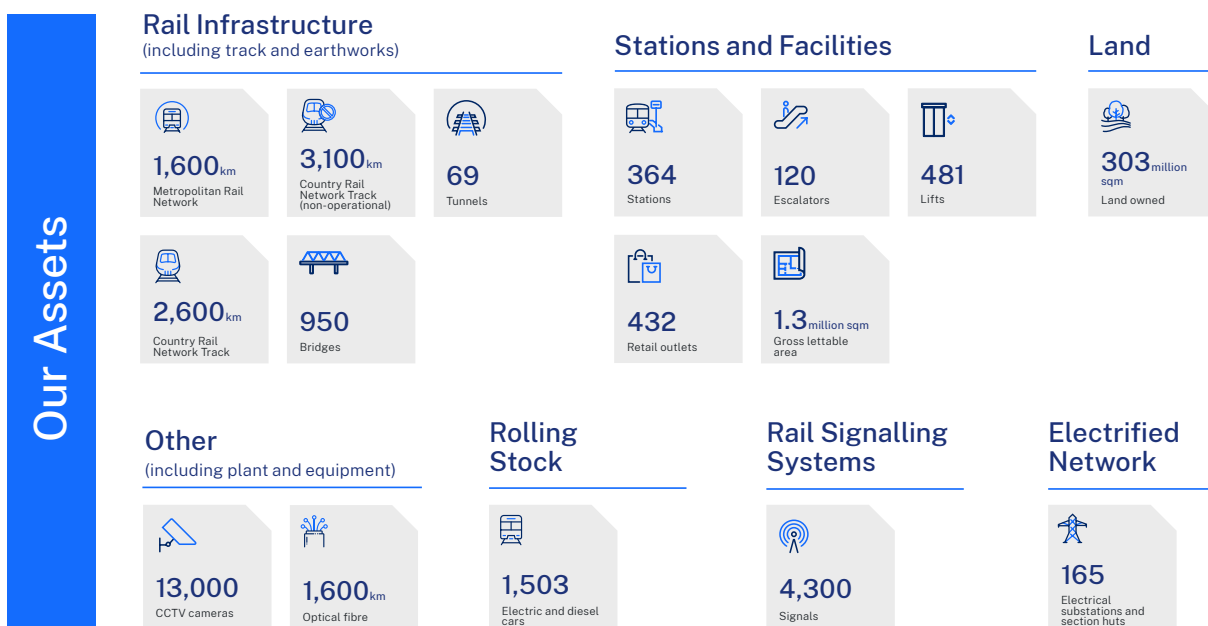 Our Assets
Rail Infrastructure
(including track and earthworks)
1,600km
Metropolitan Rail
Network
3,100km
Country Rail
Network Track
(non-operational)
69
Tunnels
2,600km
Country Rail
Network Track
950
Bridges
Stations and Facilities
364
Stations
120
Escalators
481
Lifts
432
Retail outlets
1.3million sqm
Gross lettable
area
Land
303million
sqm
Land owned
Other
(including plant and equipment)
13,000
CCTV cameras
1,600km
Optical fibre
Rolling
Stock
1,503
Electric and diesel
cars
Rail Signalling
Systems
4,300
Signals
Electrified
Network
165
Electrical
substations and
section huts